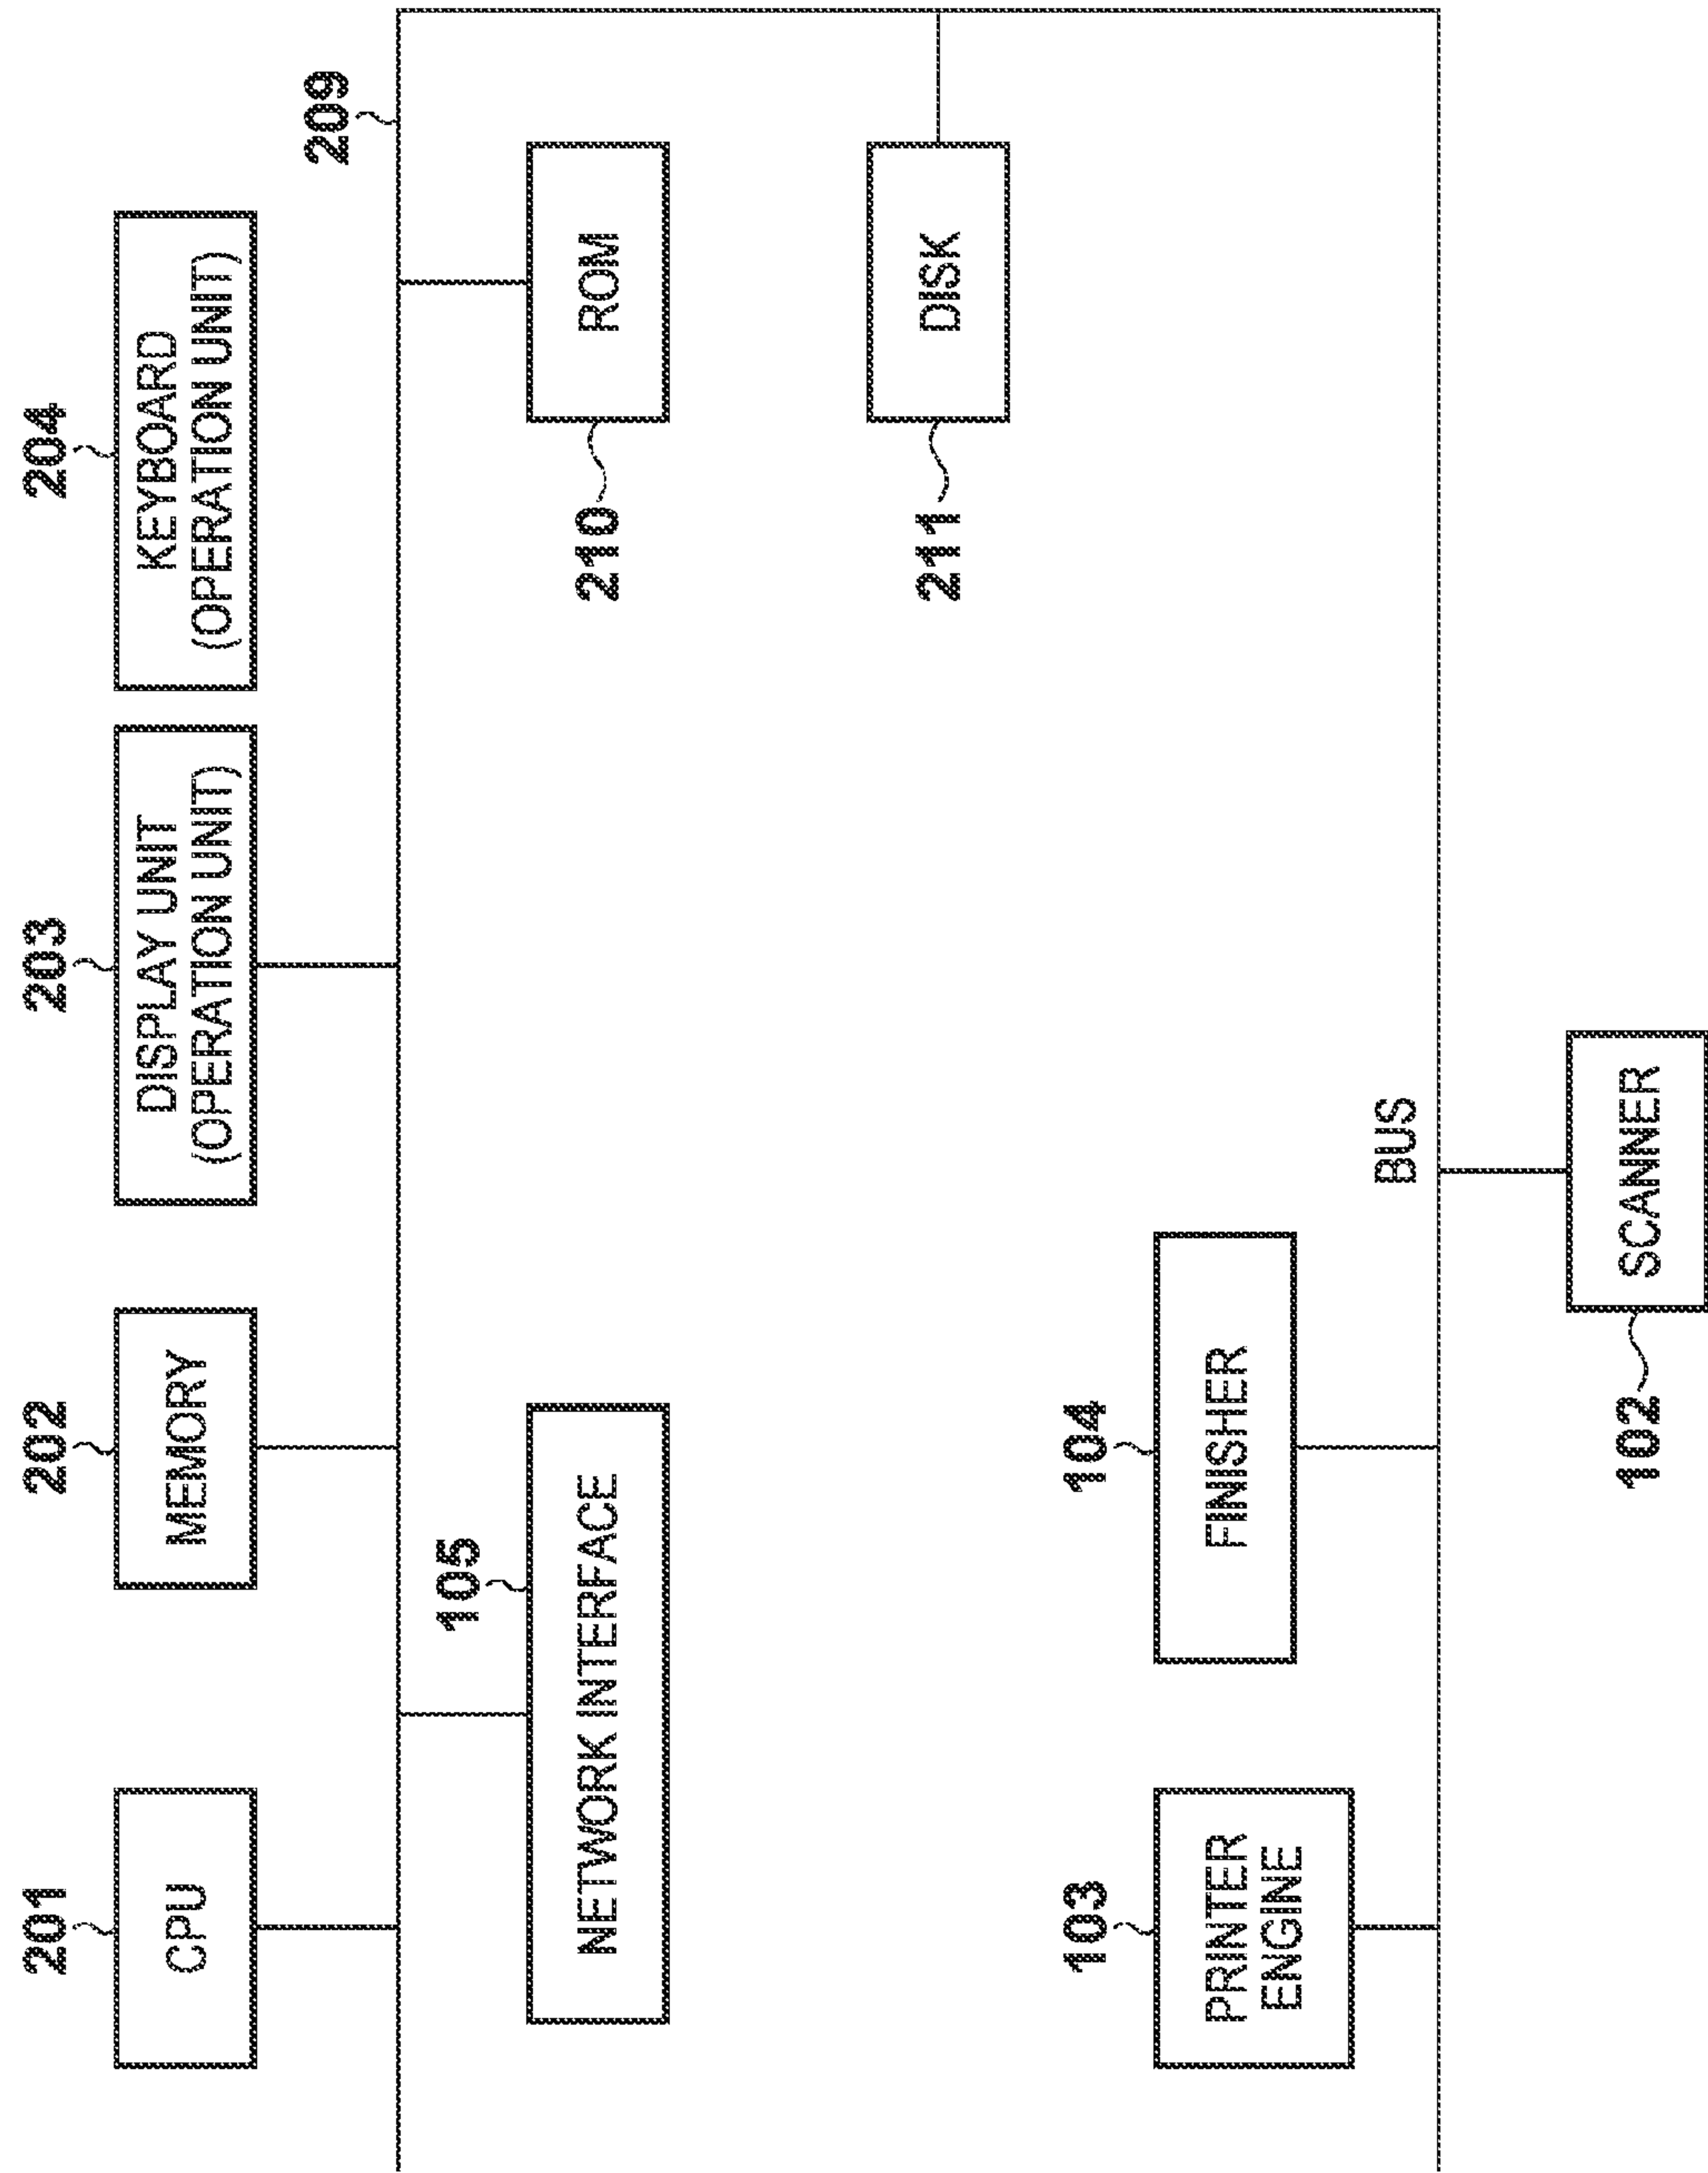 201
CPU
202
MEMORY
203
DISPLAY UNIT
(OPERATION UNIT)
204
KEYBOARD
(OPERATION UNIT)
209
105
NETWORK INTERFACE
210
ROM
211
DISK
103
PRINTER
ENGINE
104
FINISHER
BUS
102
SCANNER